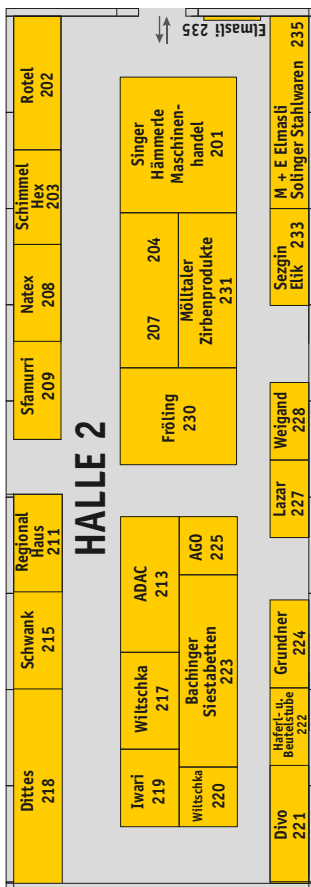 Elmasli 235
Rotel
202
Schimmel
Hex
203
Natex
208
Sfamurri
209
Regional
Haus
211
Schwank
215
Dittes
218
HALLE 2
Singer
Hämmerle
Maschinen-
handel
201
204
207
Mölltaler
Zirbenprodukte
231
Fröling
230
ADAC
213
AGO
225
Wiltschka
217
Bachinger
Siestabetten
223
Iwari
219
Wiltschka
220
M + E Elmasli 235
Solinger Stahlwaren
Sezgin
Elik 233
Weigand
228
Lazar
227
Grundner
224
Haferl- u.
Beutelstube
222
Divo
221